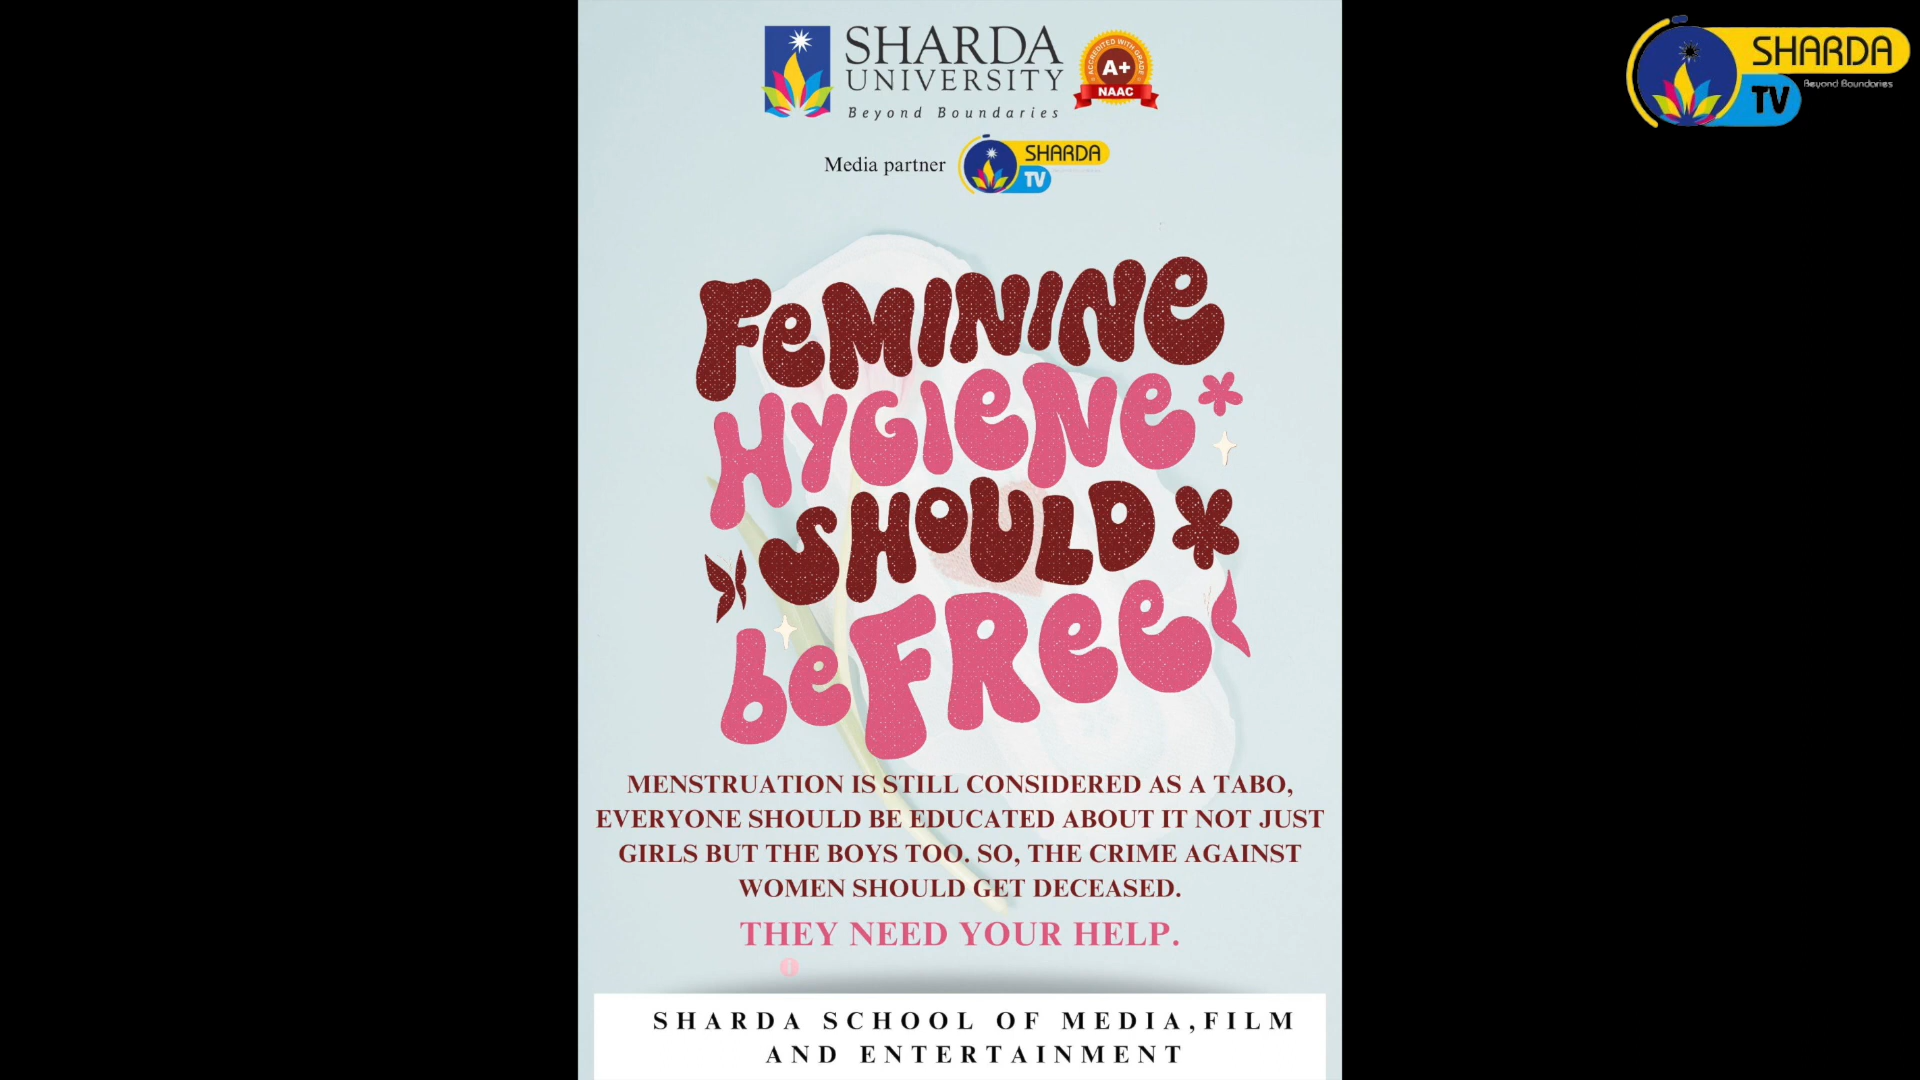 SHARDA
UNIVERSITY
Beyond Boundaries
ACCREDITED WITH GRADE
A+
NAAC
Media partner
SHARDA
TV
SHARDA
TV
Beyond Boundaries
FeMININe
HYGIeNe
SHOULD
be FRee
MENSTRUATION IS STILL CONSIDERED AS A TABO,
EVERYONE SHOULD BE EDUCATED ABOUT IT NOT JUST
GIRLS BUT THE BOYS TOO. SO, THE CRIME AGAINST
WOMEN SHOULD GET DECEASED.
THEY NEED YOUR HELP.
SHARDA SCHOOL OF MEDIA,FILM
AND ENTERTAINMENT